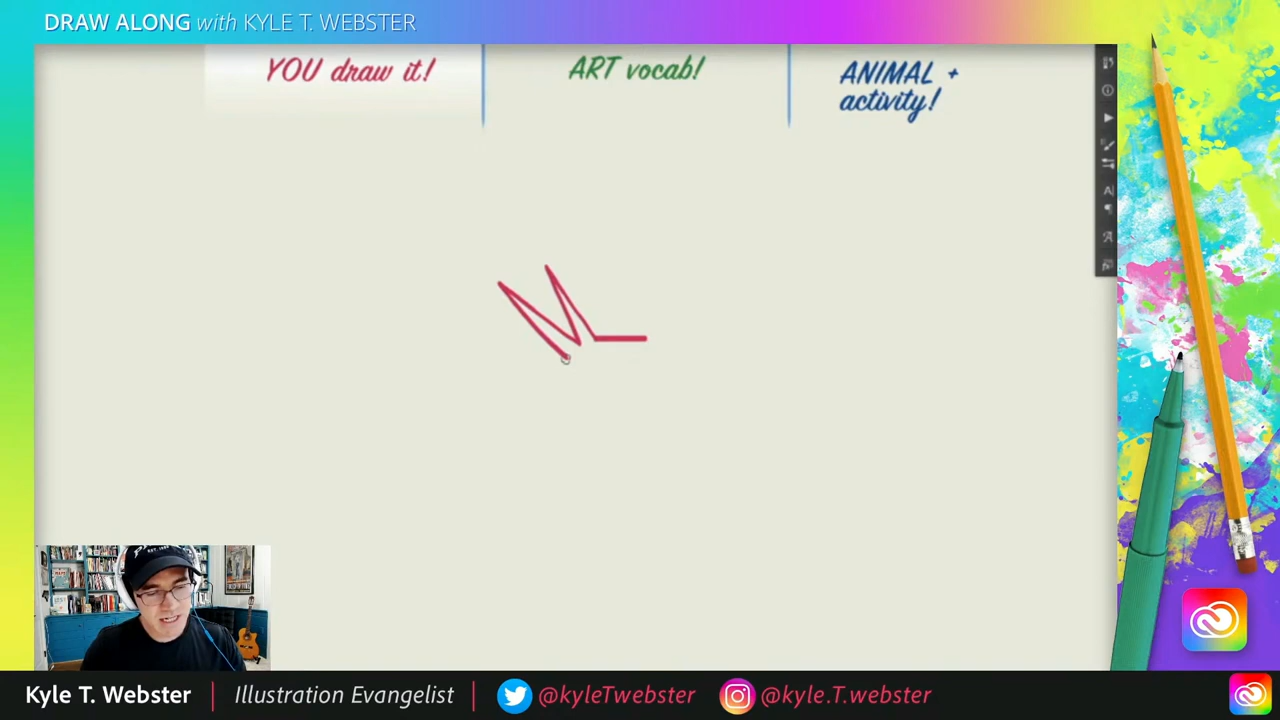 DRAW ALONG with KYLE T. WEBSTER
YOU draw it!
ART vocab!
ANIMAL +
activity!
Kyle T. Webster | Illustration Evangelist @kyleTwebster @kyle.T.webster